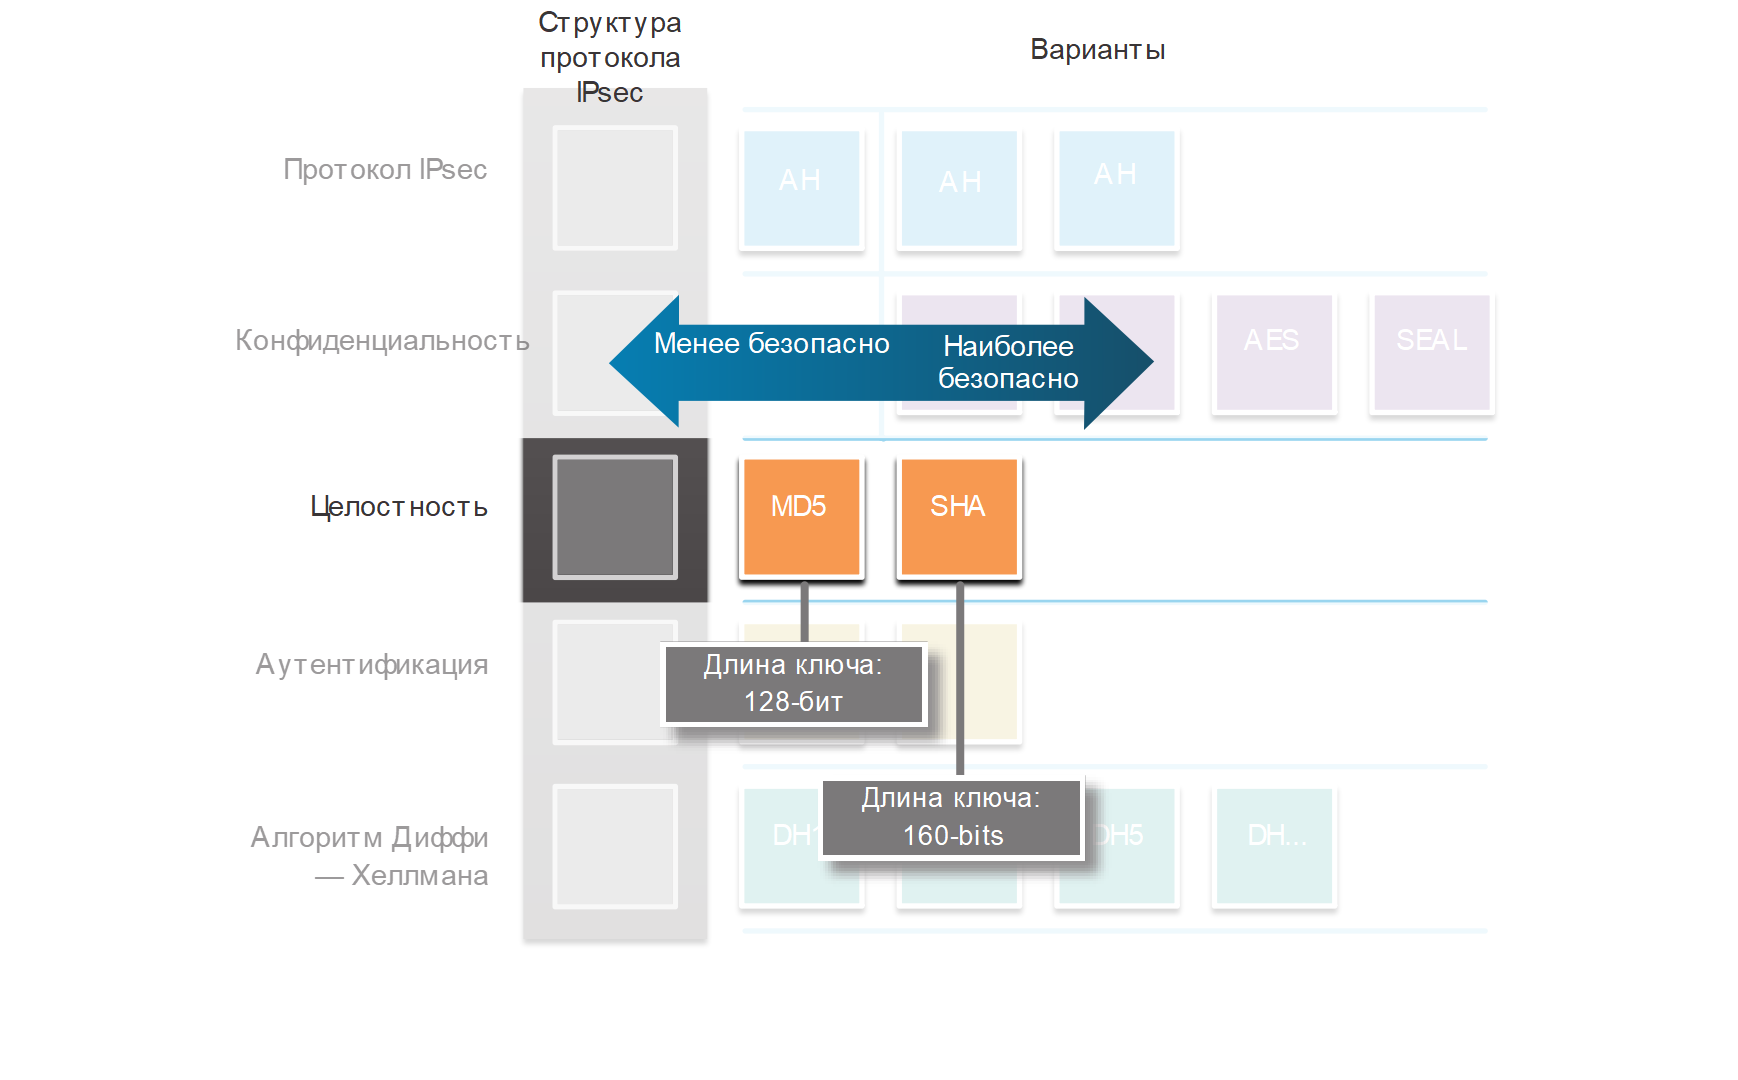 Структура
протокола
IPsec
Варианты
Протокол IPsec
AH
AH
AH
Конфиденциальность
Менее безопасно
Наиболее
безопасно
AES
SEAL
Целостность
MD5
SHA
Аутентификация
Длина ключа:
128-бит
Алгоритм Диффи
— Хеллмана
DH1
Длина ключа:
160-bits
DH5
DH...